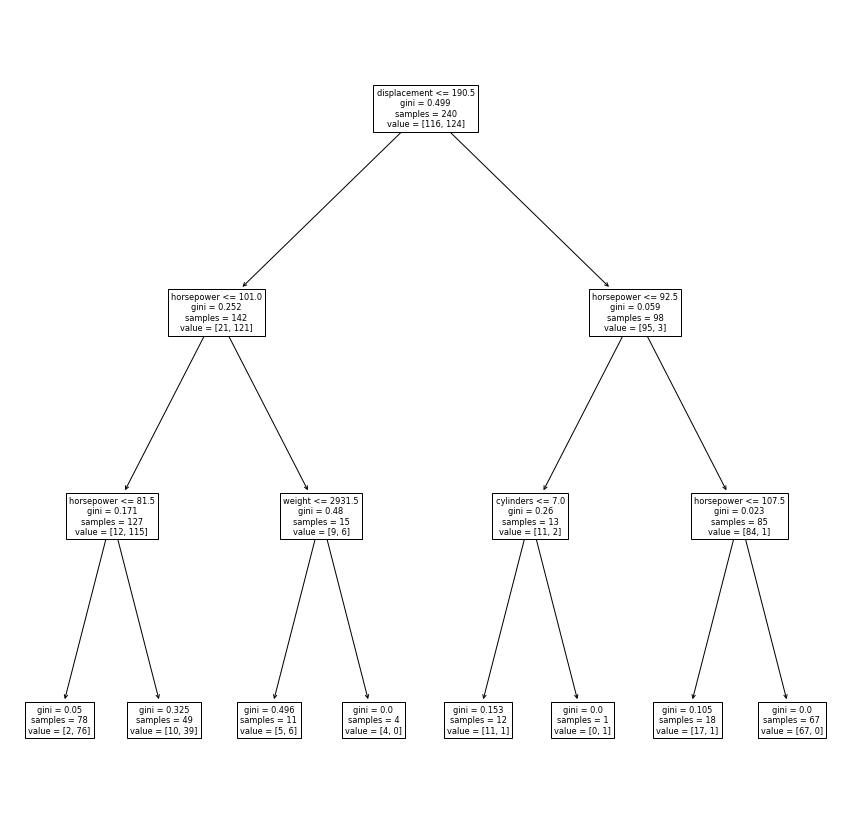 displacement <= 190.5
gini = 0.499
samples = 240
value = [116, 124]
horsepower <= 101.0
gini = 0.252
samples = 142
value = [21, 121]
horsepower <= 92.5
gini = 0.059
samples = 98
value = [95, 3]
horsepower <= 81.5
gini = 0.171
samples = 127
value = [12, 115]
weight <= 2931.5
gini = 0.48
samples = 15
value = [9, 6]
cylinders <= 7.0
gini = 0.26
samples = 13
value = [11, 2]
horsepower <= 107.5
gini = 0.023
samples = 85
value = [84, 1]
gini = 0.05
samples = 78
value = [2, 76]
gini = 0.325
samples = 49
value = [10, 39]
gini = 0.496
samples = 11
value = [5, 6]
gini = 0.0
samples = 4
value = [4, 0]
gini = 0.153
samples = 12
value = [11, 1]
gini = 0.0
samples = 1
value = [0, 1]
gini = 0.105
samples = 18
value = [17, 1]
gini = 0.0
samples = 67
value = [67, 0]